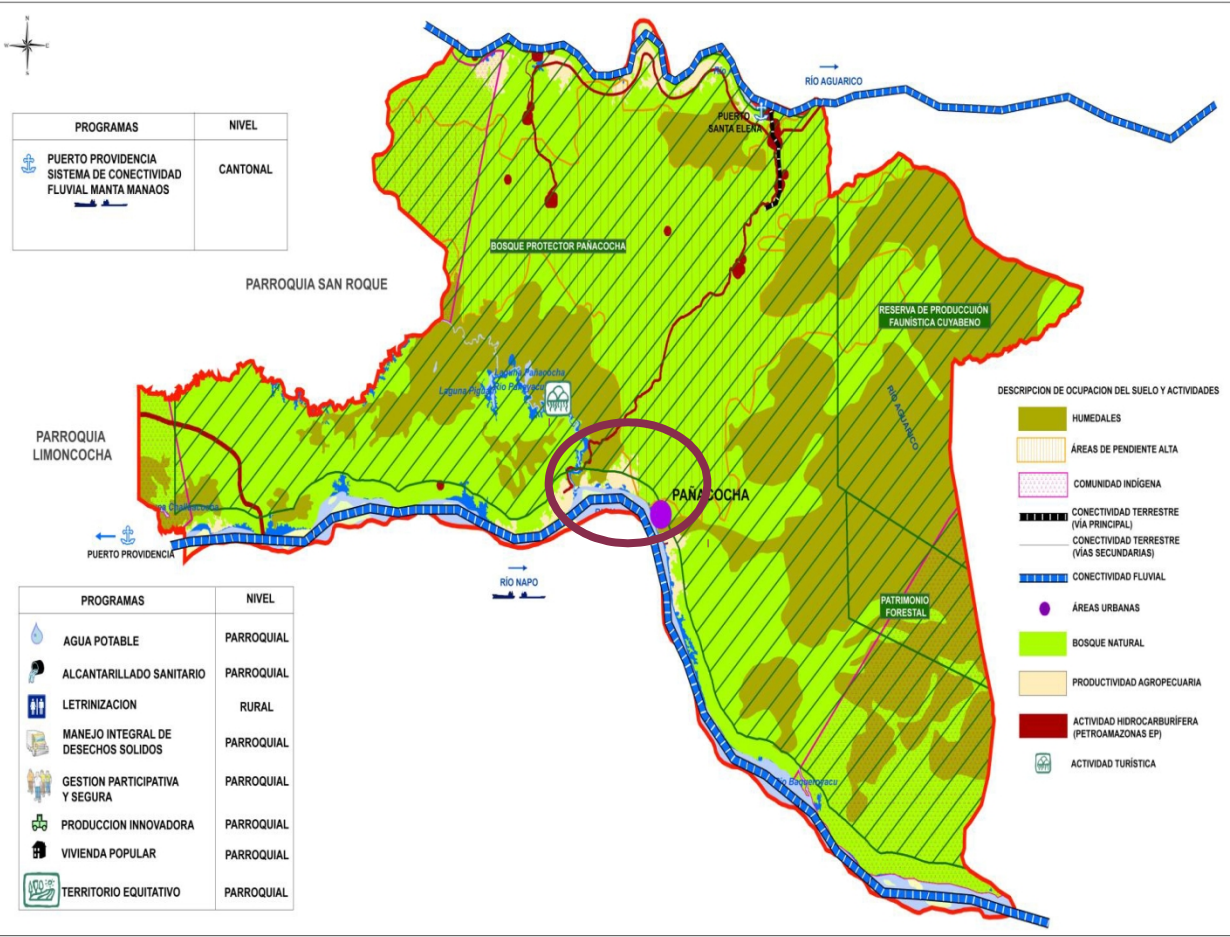 N
W
E
S
PROGRAMAS
NIVEL
PUERTO PROVIDENCIA
SISTEMA DE CONECTIVIDAD
FLUVIAL MANTA MANAOS
CANTONAL
RÍO AGUARICO
PUERTO
SANTA ELENA
BOSQUE PROTECTOR PAÑACOCHA
PARROQUIA SAN ROQUE
RESERVA DE PRODUCCUIÓN
FAUNÍSTICA CUYABENO
Laguna Pañacocha
Laguna
Río
RÍO AGUARICO
PARROQUIA
LIMONCOCHA
PAÑACOCHA
PUERTO PROVIDENCIA
RÍO NAPO
PATRIMONIO
FORESTAL
DESCRIPCION DE OCUPACION DEL SUELO Y ACTIVIDADES
HUMEDALES
ÁREAS DE PENDIENTE ALTA
COMUNIDAD INDÍGENA
CONECTIVIDAD TERRESTRE
(VÍA PRINCIPAL)
CONECTIVIDAD TERRESTRE
(VÍAS SECUNDARIAS)
CONECTIVIDAD FLUVIAL
ÁREAS URBANAS
BOSQUE NATURAL
PRODUCTIVIDAD AGROPECUARIA
ACTIVIDAD HIDROCARBURÍFERA
(PETROAMAZONAS EP)
ACTIVIDAD TURÍSTICA
PROGRAMAS
NIVEL
AGUA POTABLE
PARROQUIAL
ALCANTARILLADO SANITARIO
PARROQUIAL
LETRINIZACION
RURAL
MANEJO INTEGRAL DE
DESECHOS SOLIDOS
PARROQUIAL
GESTION PARTICIPATIVA
Y SEGURA
PARROQUIAL
PRODUCCION INNOVADORA
PARROQUIAL
VIVIENDA POPULAR
PARROQUIAL
TERRITORIO EQUITATIVO
PARROQUIAL